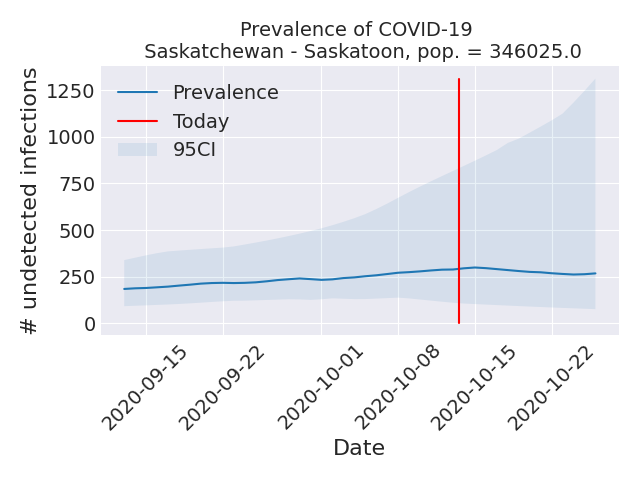 Prevalence of COVID-19
Saskatchewan - Saskatoon, pop. = 346025.0
# undetected infections
1250
1000
750
500
250
0
Prevalence
Today
95CI
2020-09-15
2020-09-22
2020-10-01
2020-10-08
2020-10-15
2020-10-22
Date